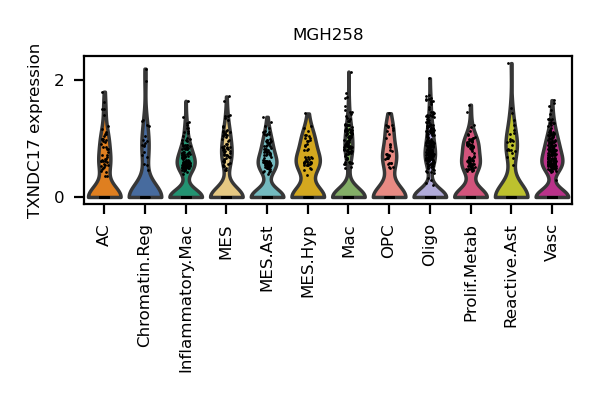 MGH258
TXNDC17 expression
2
0
AC
Chromatin.Reg
Inflammatory.Mac
MES
MES.Ast
MES.Hyp
Mac
OPC
Oligo
Prolif.Metab
Reactive.Ast
Vasc